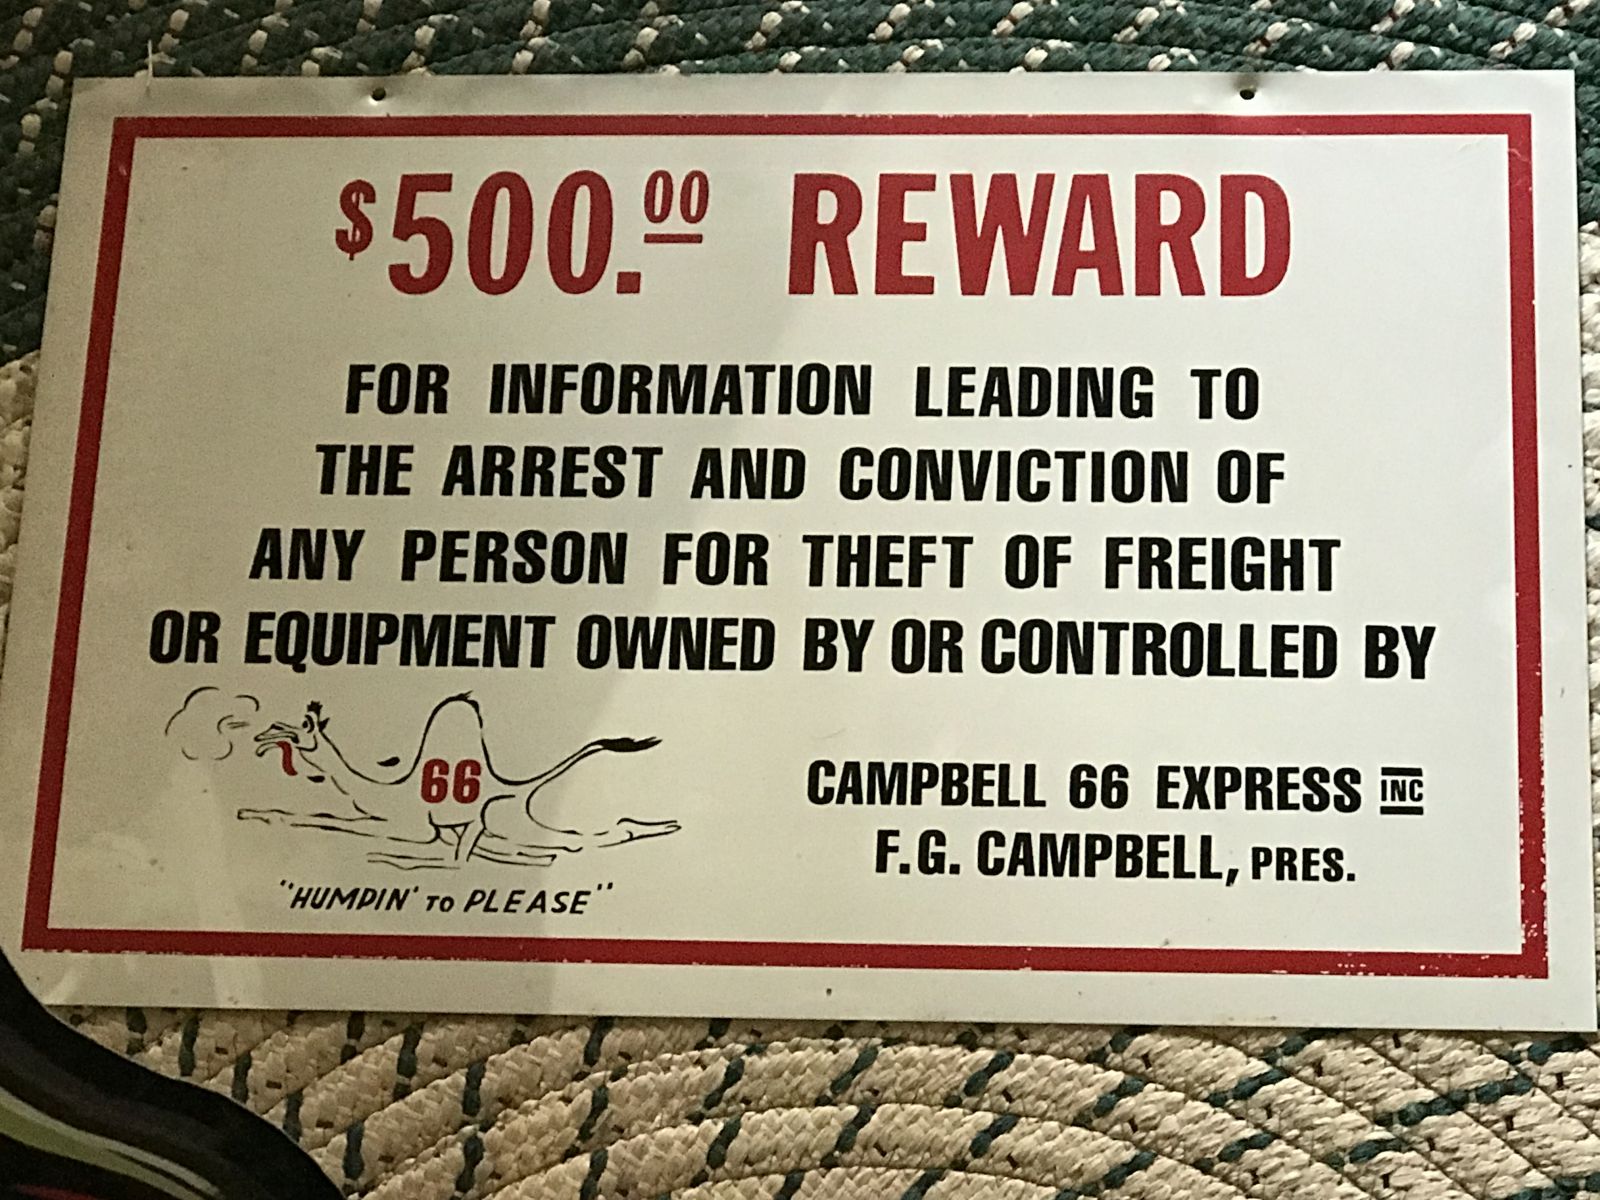 $500.00 REWARD
FOR INFORMATION LEADING TO
THE ARREST AND CONVICTION OF
ANY PERSON FOR THEFT OF FREIGHT
OR EQUIPMENT OWNED BY OR CONTROLLED BY
66
"HUMPIN' TO PLEASE"
CAMPBELL 66 EXPRESS INC
F.G. CAMPBELL, PRES.